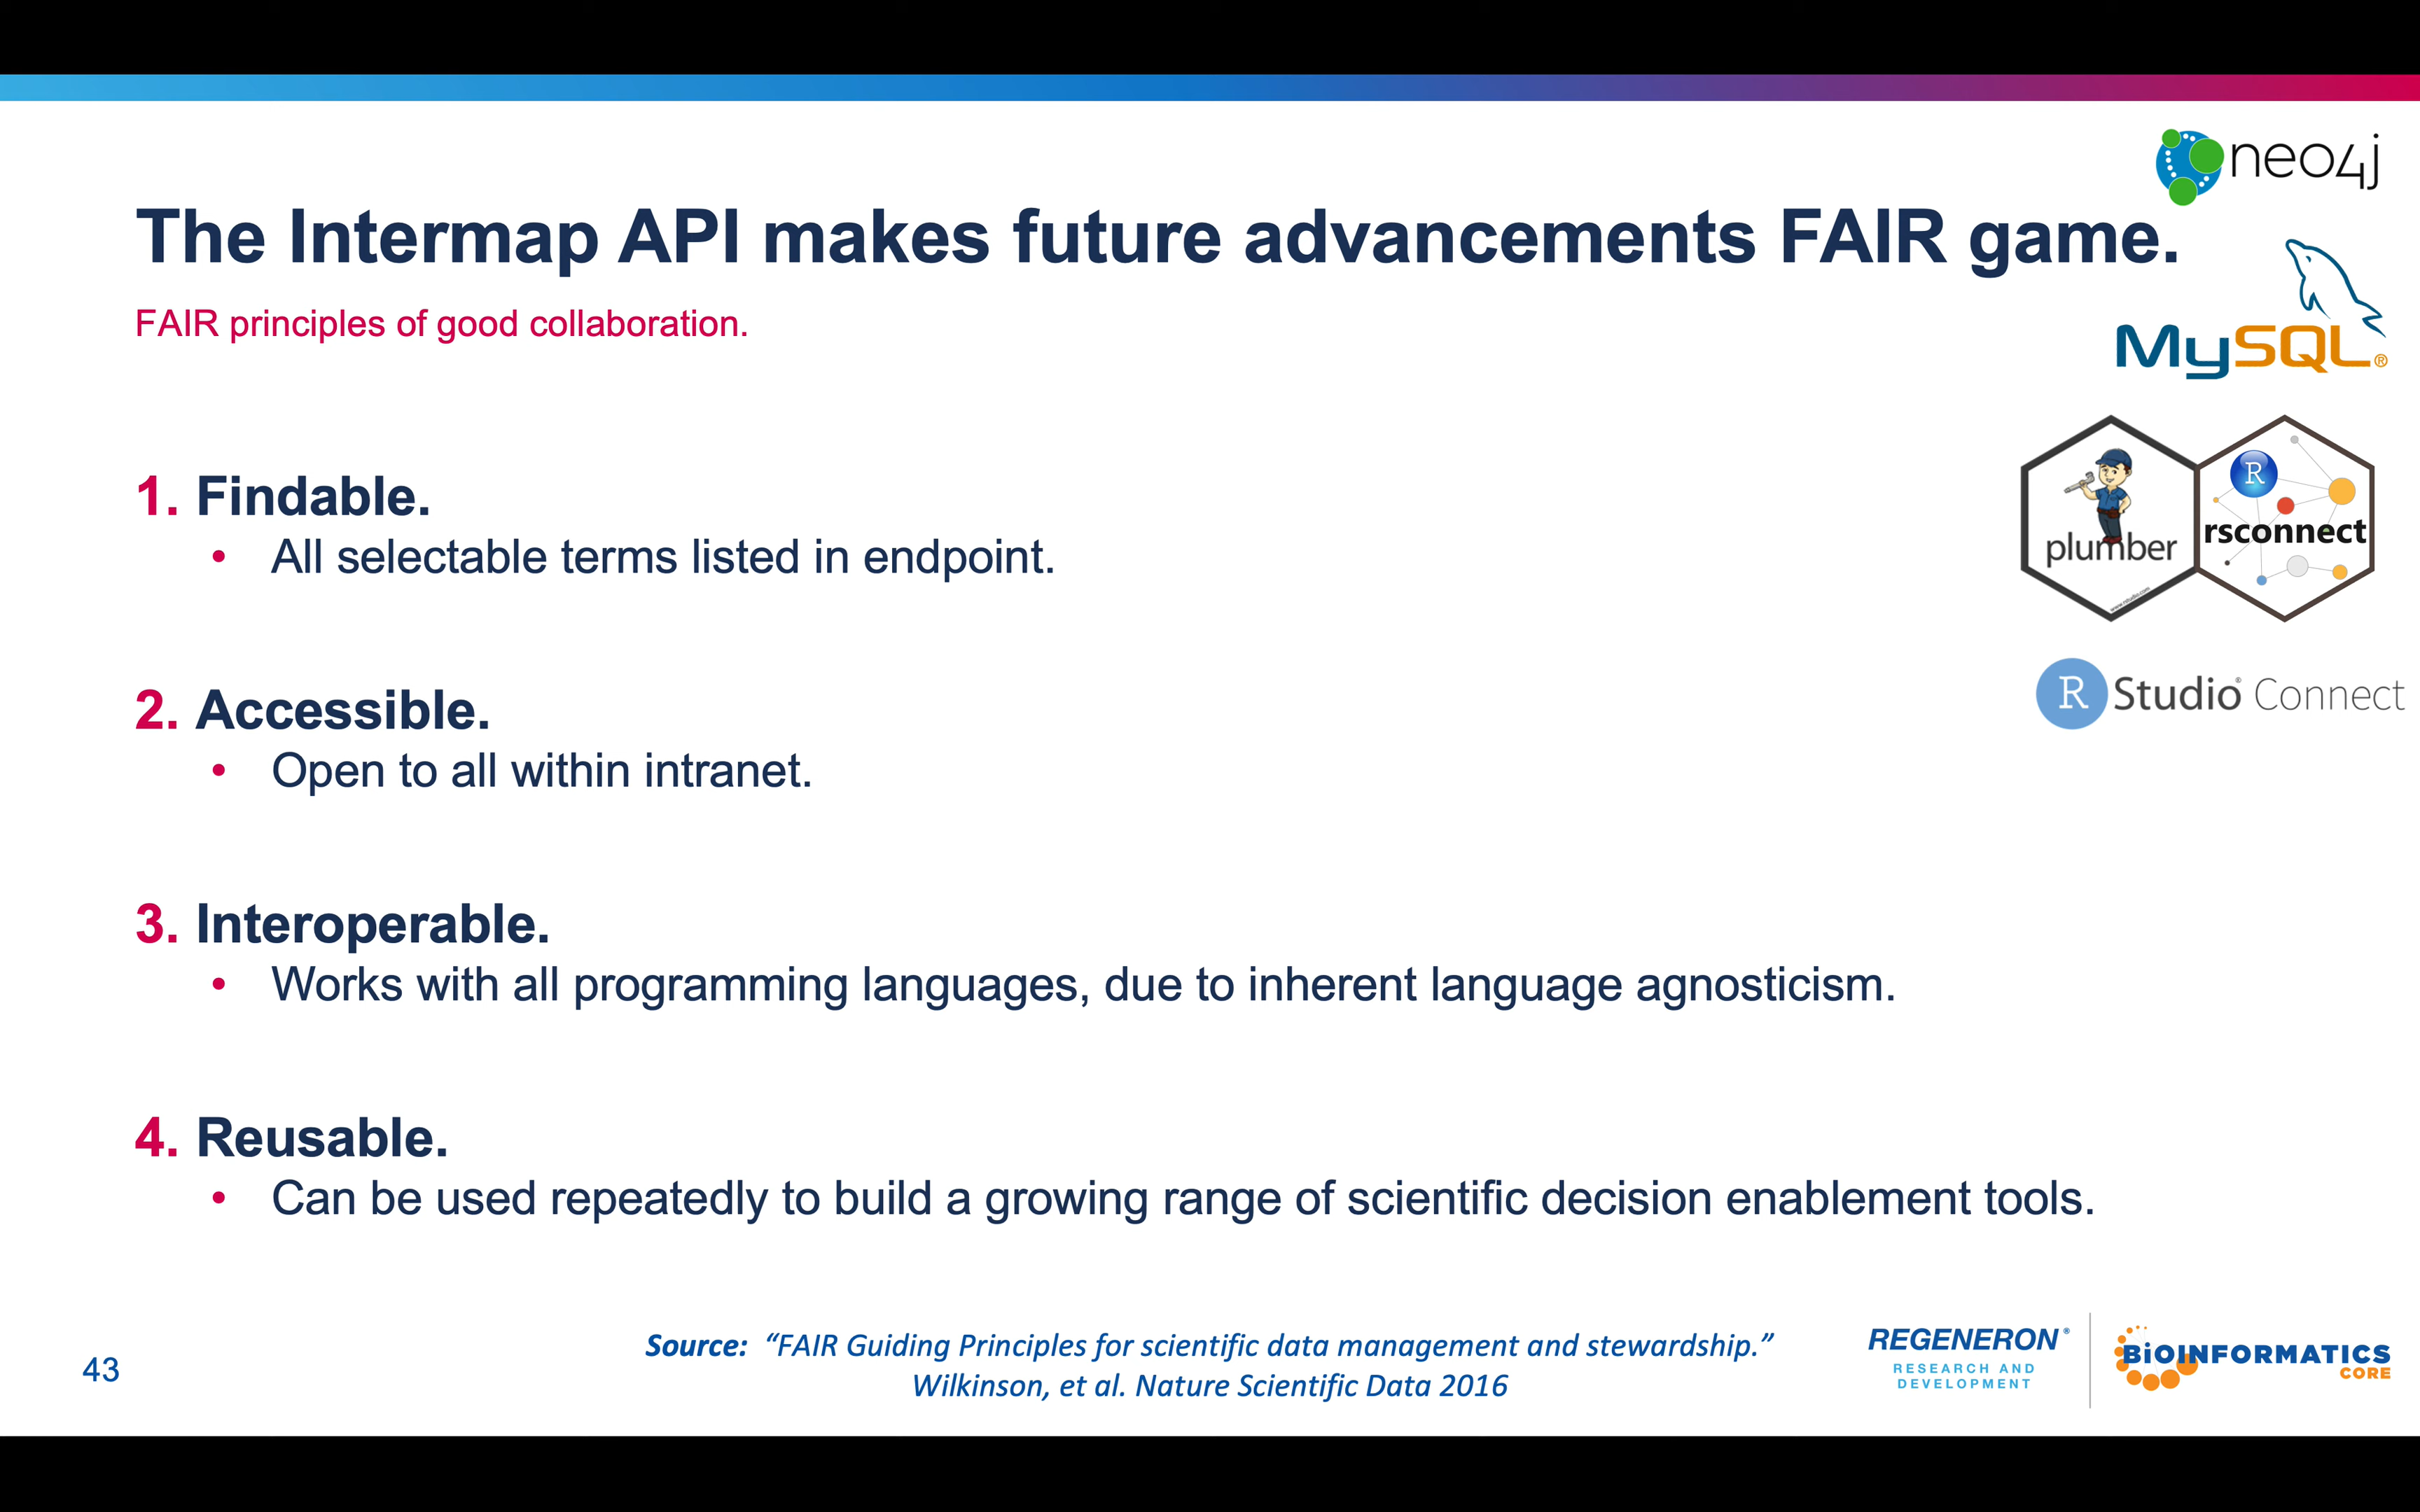 neo4j
The Intermap API makes future advancements FAIR game.
FAIR principles of good collaboration.
MySQL®
1. Findable.
• All selectable terms listed in endpoint.
plumber
rsconnect
R
www.rstudio.com
2. Accessible.
• Open to all within intranet.
R Studio® Connect
3. Interoperable.
• Works with all programming languages, due to inherent language agnosticism.
4. Reusable.
• Can be used repeatedly to build a growing range of scientific decision enablement tools.
Source: “FAIR Guiding Principles for scientific data management and stewardship.”
Wilkinson, et al. Nature Scientific Data 2016
43
REGENERON®
RESEARCH AND
DEVELOPMENT
BiOINFORMATICS
CORE